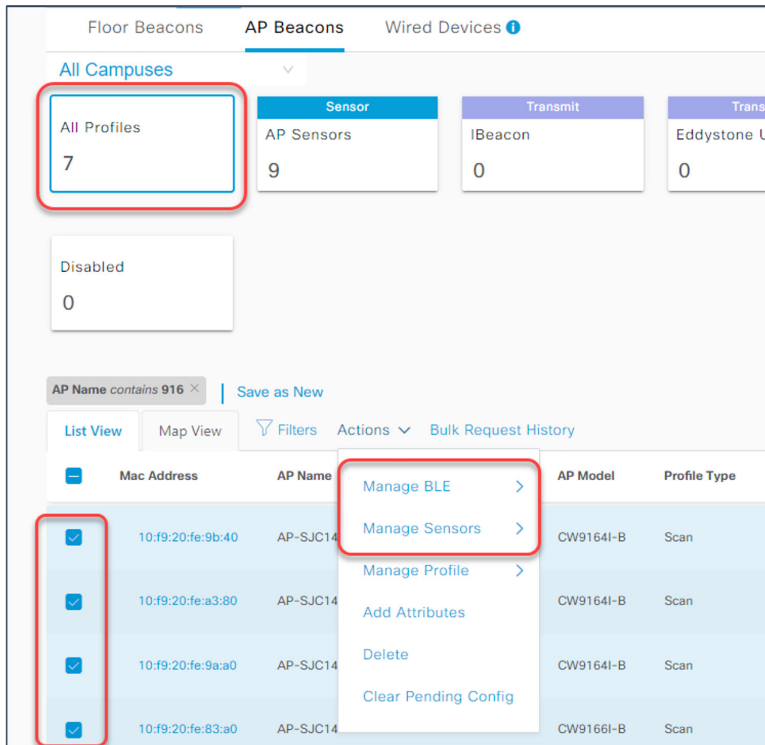 Floor Beacons AP Beacons Wired Devices
All Campuses
Sensor Transmit Trans
All Profiles AP Sensors IBeacon Eddystone U
7 9 0 0
Disabled
0
AP Name contains 916 × Save as New
List View Map View Filters Actions Bulk Request History
Mac Address AP Name AP Model Profile Type
Manage BLE
Manage Sensors
Manage Profile
Add Attributes
Delete
Clear Pending Config
10:f9:20:fe:9b:40 AP-SJC14 CW9164I-B Scan
10:f9:20:fe:a3:80 AP-SJC14 CW9164I-B Scan
10:f9:20:fe:9a:a0 AP-SJC14 CW9164I-B Scan
10:f9:20:fe:83:a0 AP-SJC14 CW9166I-B Scan